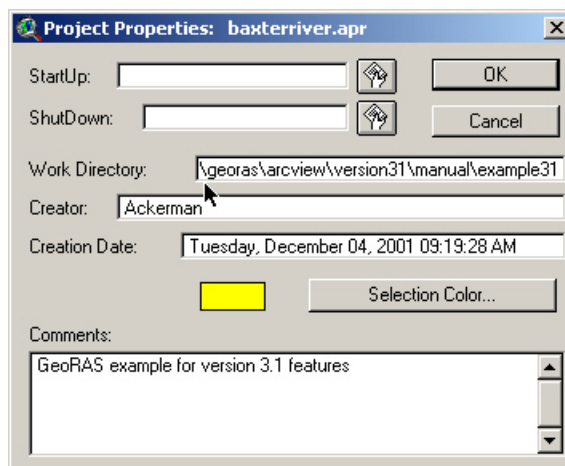 Project Properties: baxterriver.apr
StartUp:
OK
ShutDown:
Cancel
Work Directory: \georas\arcview\version31\manual\example31
Creator: Ackerman
Creation Date: Tuesday, December 04, 2001 09:19:28 AM
Selection Color...
Comments:
GeoRAS example for version 3.1 features